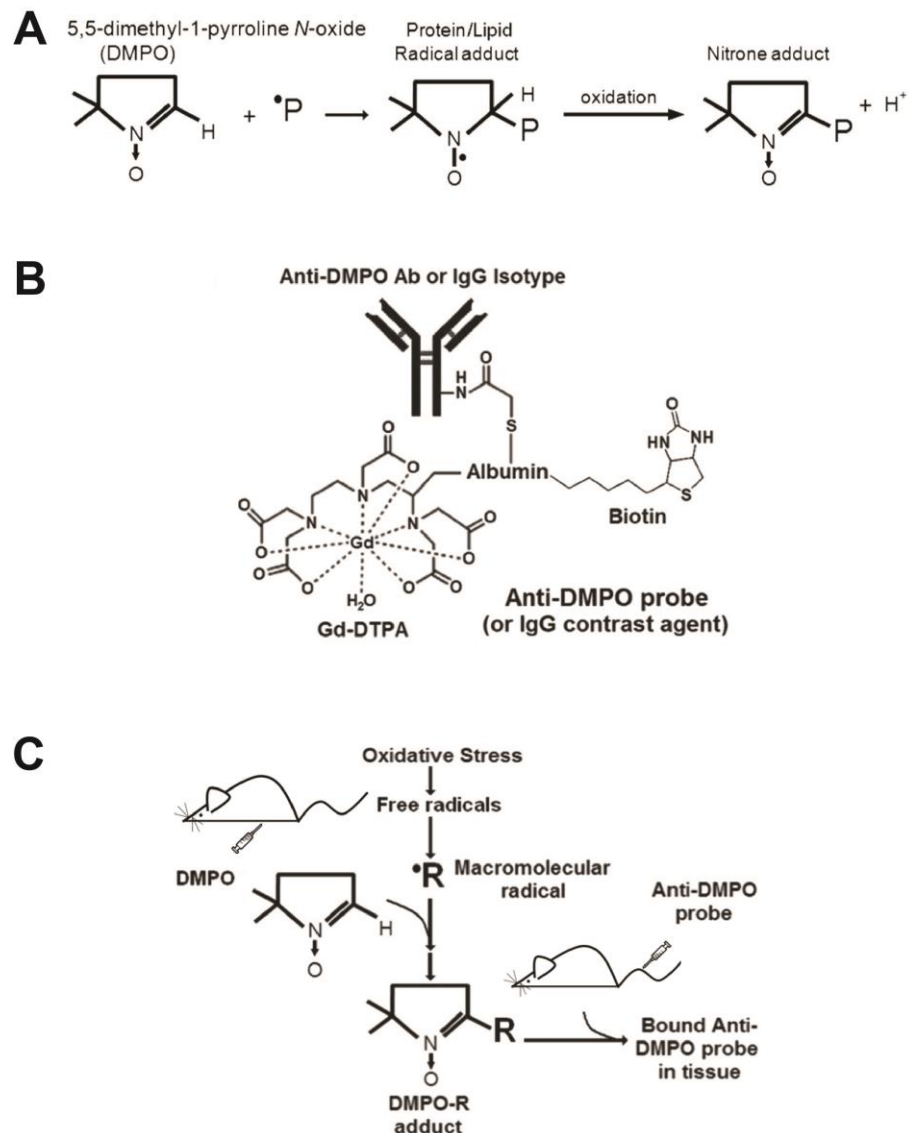 A
5,5-dimethyl-1-pyrroline N-oxide
(DMPO)
N
O
H
+ •P
Protein/Lipid
Radical adduct
H
P
N
O
oxidation
Nitrone adduct
N
O
P
+ H+
B
Anti-DMPO Ab or IgG Isotype
H
N
O
S
Albumin
O
HN
NH
S
Biotin
O
O
N
N
N
O
O
O
O
O
O
O
O
Gd
H2O
Gd-DTPA
Anti-DMPO probe
(or IgG contrast agent)
C
Oxidative Stress
Free radicals
•R Macromolecular
radical
DMPO
N
O
H
Anti-DMPO
probe
N
O
R
DMPO-R
adduct
Bound Anti-
DMPO probe
in tissue